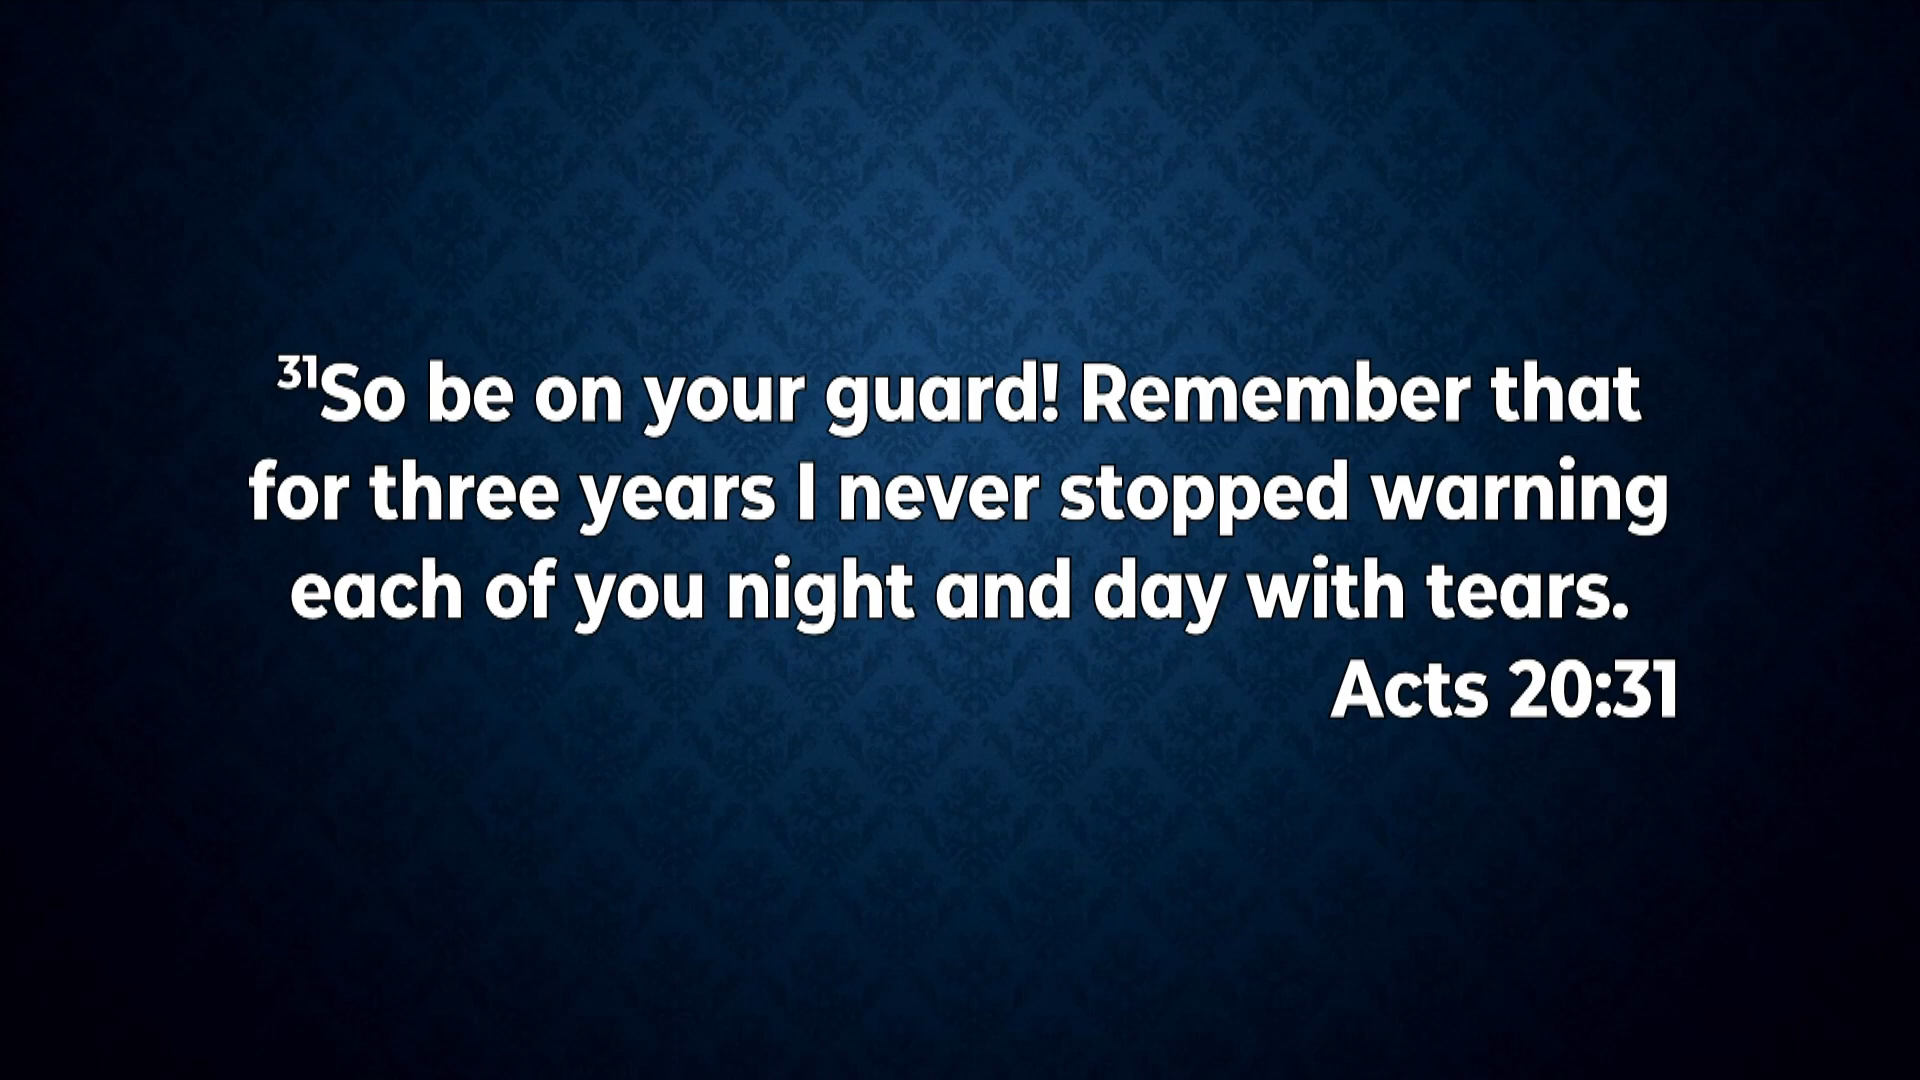 ³¹So be on your guard! Remember that
for three years I never stopped warning
each of you night and day with tears.
Acts 20:31